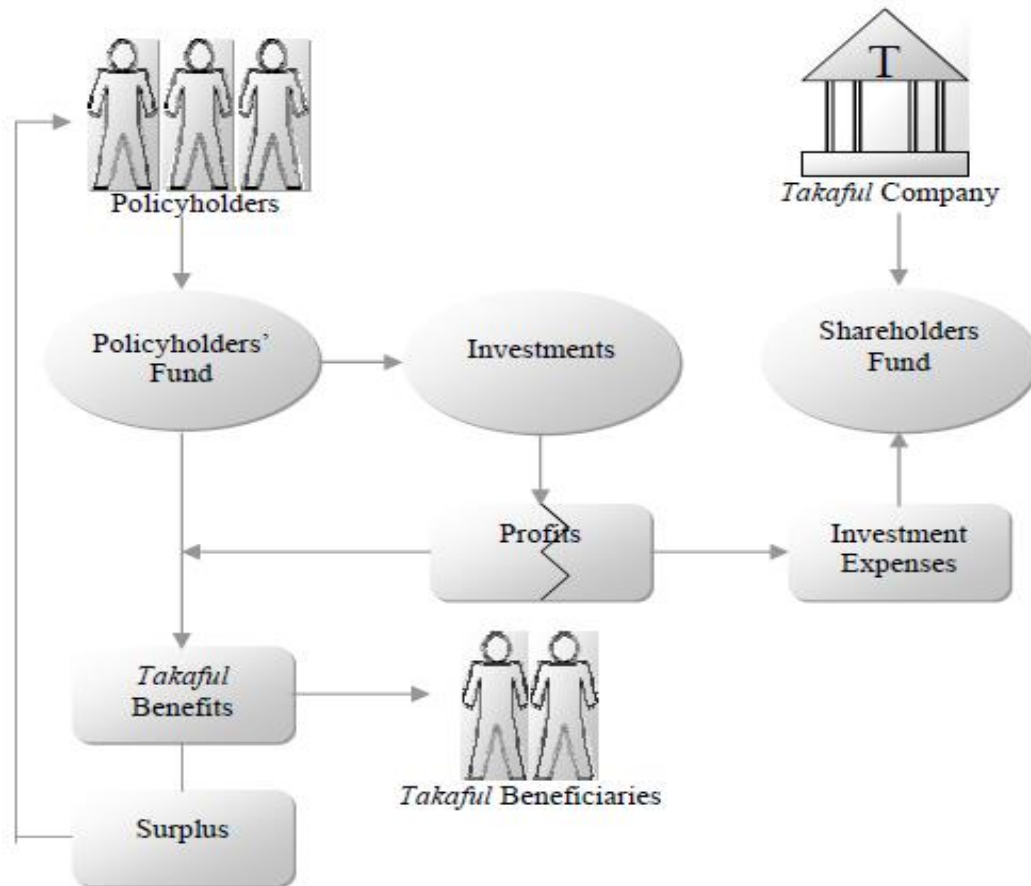 T
Policyholders
Takaful Company
Policyholders’
Fund
Investments
Shareholders
Fund
Profits
Investment
Expenses
Takaful
Benefits
Takaful Beneficiaries
Surplus